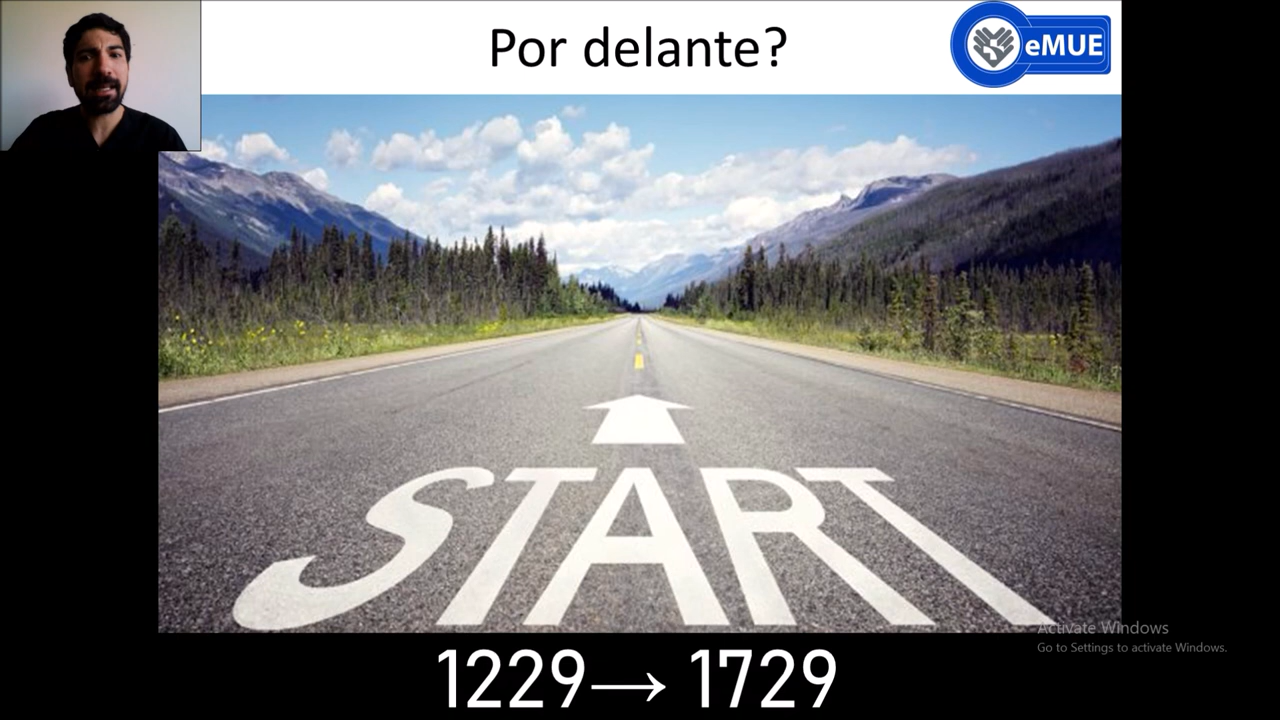 Por delante?
eMUE
START
Activate Windows
Go to Settings to activate Windows.
1229→ 1729